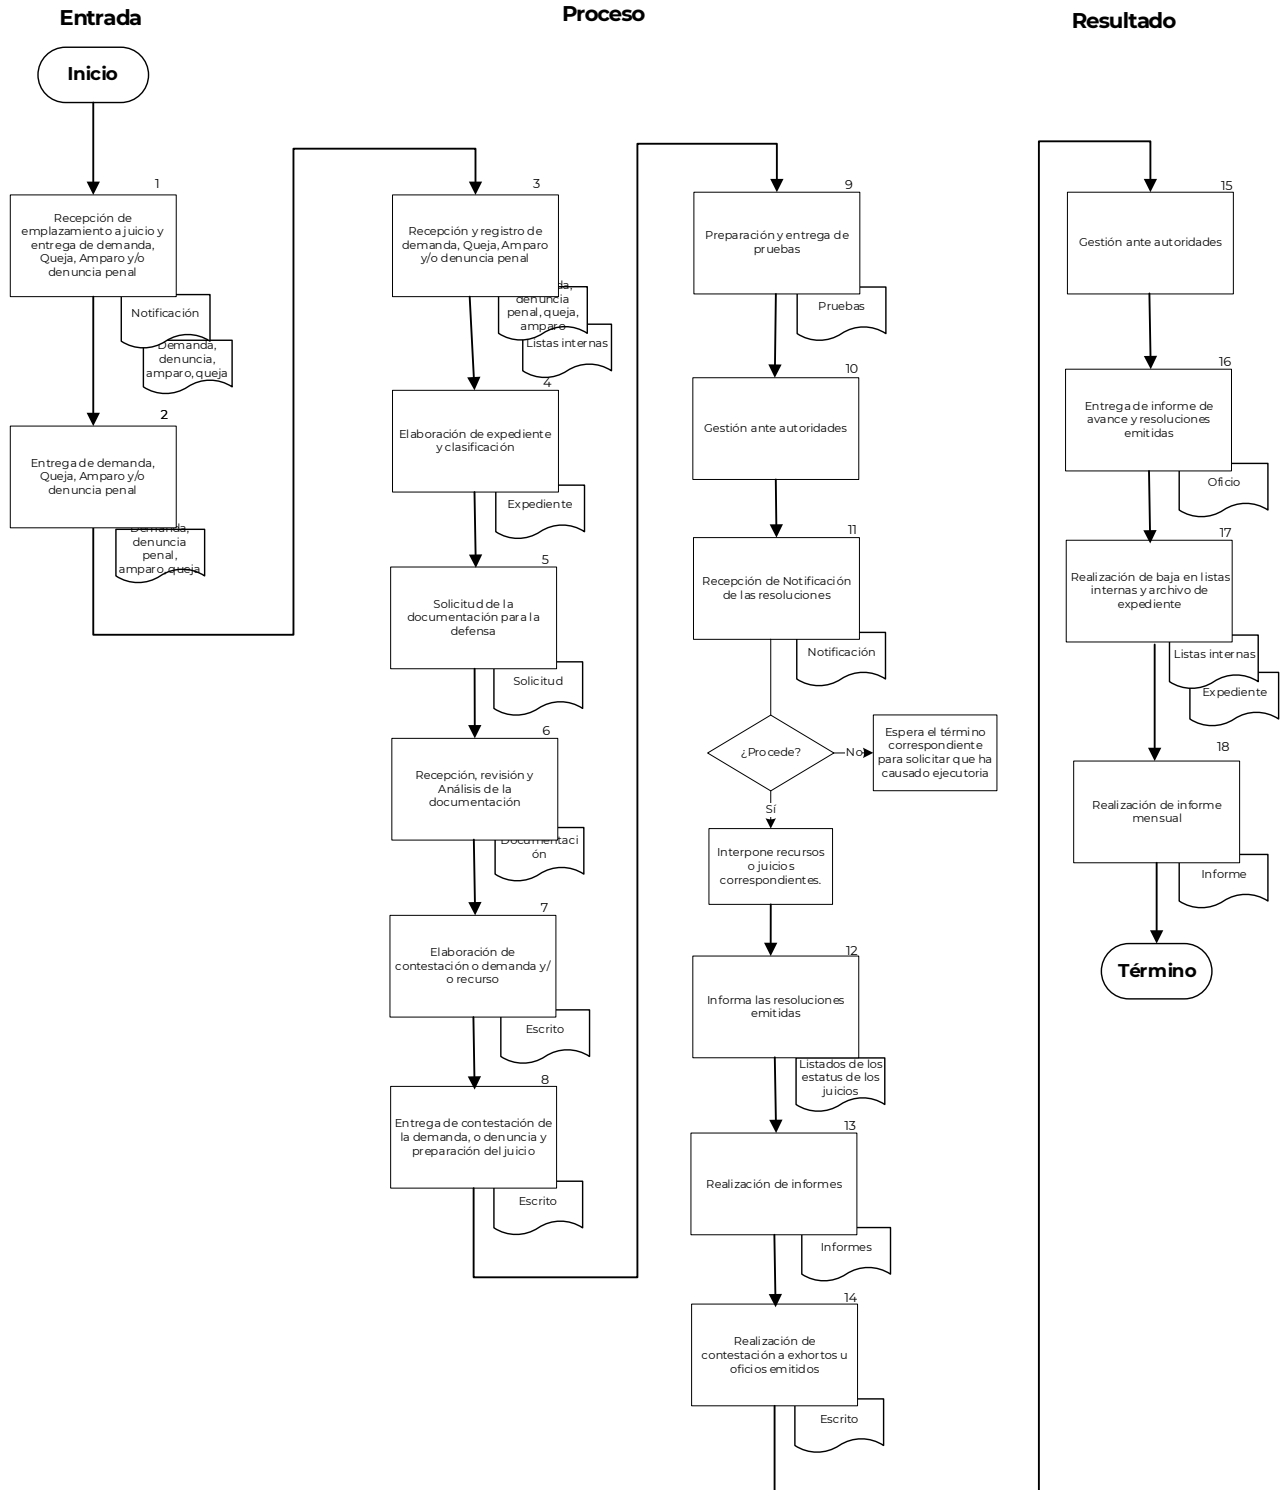 Entrada
Proceso
Resultado
Inicio
1
Recepción de
emplazamiento a juicio y
entrega de demanda,
Queja, Amparo y/o
denuncia penal
Notificación
Demanda,
denuncia,
amparo, queja
2
Entrega de demanda,
Queja, Amparo y/o
denuncia penal
Demanda,
denuncia
penal,
amparo, queja
3
Recepción y registro de
demanda, Queja, Amparo
y/o denuncia penal
denuncia
penal, queja,
amparo
Listas internas
4
Elaboración de expediente
y clasificación
Expediente
5
Solicitud de la
documentación para la
defensa
Solicitud
6
Recepción, revisión y
Análisis de la
documentación
Documentaci
ón
7
Elaboración de
contestación o demanda y/
o recurso
Escrito
8
Entrega de contestación de
la demanda, o denuncia y
preparación del juicio
Escrito
9
Preparación y entrega de
pruebas
Pruebas
10
Gestión ante autoridades
11
Recepción de Notificación
de las resoluciones
Notificación
¿Procede?
No
Espera el término
correspondiente
para solicitar que ha
causado ejecutoria
Sí
Interpone recursos
o juicios
correspondientes.
12
Informa las resoluciones
emitidas
Listados de los
estatus de los
juicios
13
Realización de informes
Informes
14
Realización de
contestación a exhortos u
oficios emitidos
Escrito
15
Gestión ante autoridades
16
Entrega de informe de
avance y resoluciones
emitidas
Oficio
17
Realización de baja en listas
internas y archivo de
expediente
Listas internas
Expediente
18
Realización de informe
mensual
Informe
Término